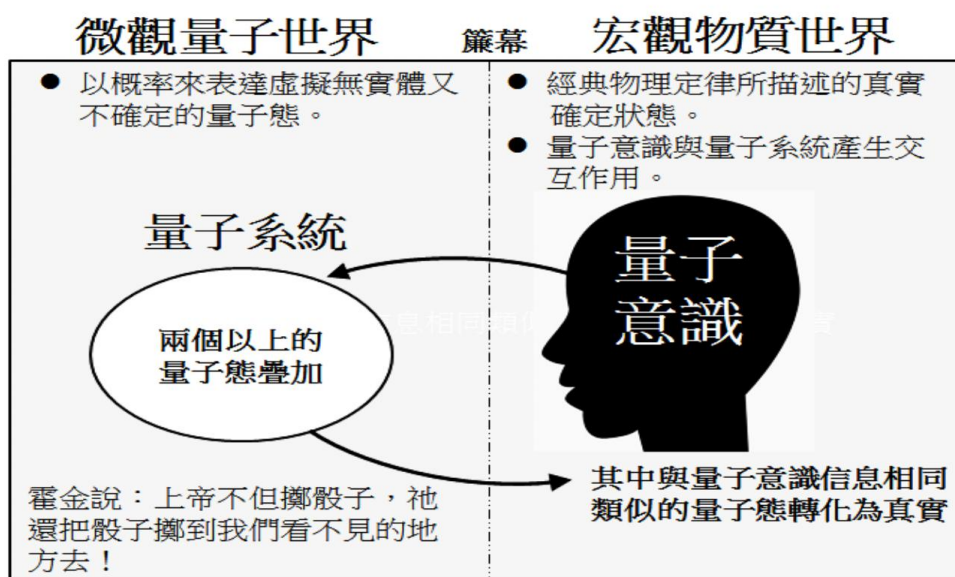 微觀量子世界
簾幕
宏觀物質世界
● 以概率來表達虛擬無實體又
不確定的量子態。
● 經典物理定律所描述的真實
確定狀態。
● 量子意識與量子系統產生交
互作用。
量子系統
兩個以上的
量子態疊加
量子
意識
息相同類似
實
其中與量子意識信息相同
類似的量子態轉化為真實
霍金說：上帝不但擲骰子，祂
還把骰子擲到我們看不見的地
方去！